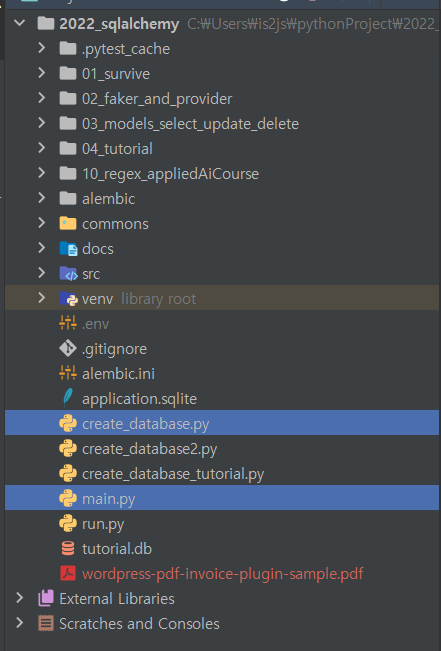 2022_sqlalchemy C:₩Users₩is2js₩pythonProject₩2022_
.pytest_cache
01_survive
02_faker_and_provider
03_models_select_update_delete
04_tutorial
10_regex_appliedAiCourse
alembic
commons
docs
src
venv library root
.env
.gitignore
alembic.ini
application.sqlite
create_database.py
create_database2.py
create_database_tutorial.py
main.py
run.py
tutorial.db
wordpress-pdf-invoice-plugin-sample.pdf
External Libraries
Scratches and Consoles